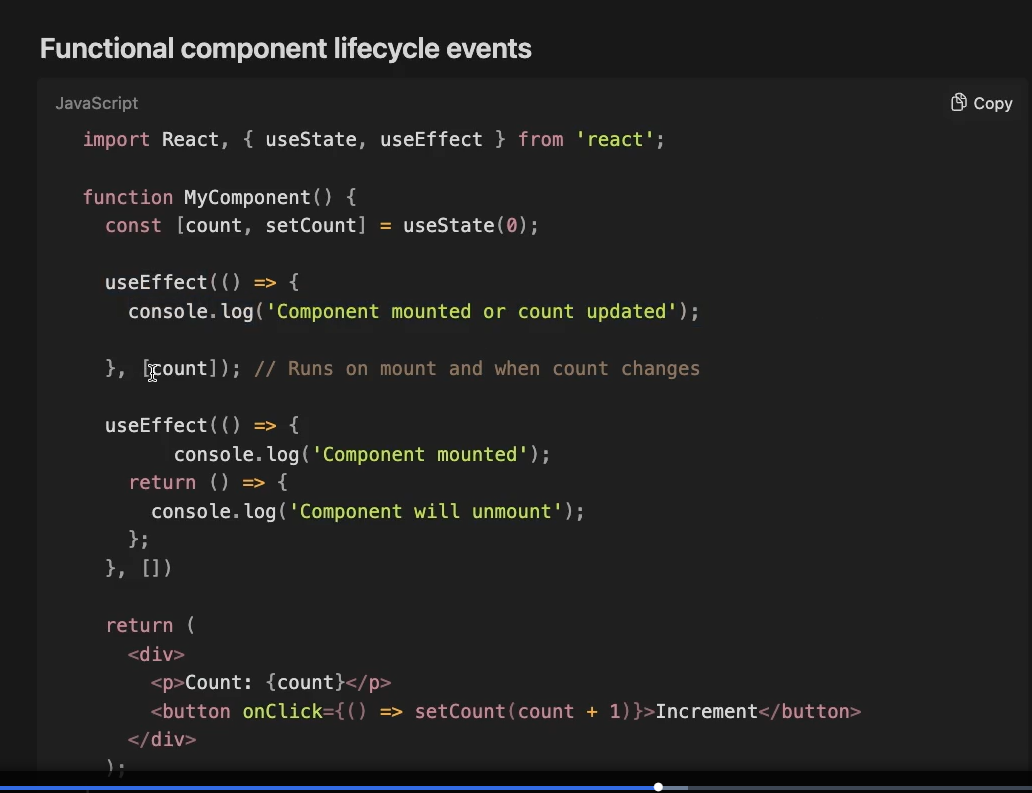 Functional component lifecycle events
JavaScript
Copy
import React, { useState, useEffect } from 'react';
function MyComponent() {
const [count, setCount] = useState(0);
useEffect(() => {
console.log('Component mounted or count updated');
}, [count]); // Runs on mount and when count changes
useEffect(() => {
console.log('Component mounted');
return () => {
console.log('Component will unmount');
};
}, [])
return (
<div>
<p>Count: {count}</p>
<button onClick={() => setCount(count + 1)}>Increment</button>
</div>
);